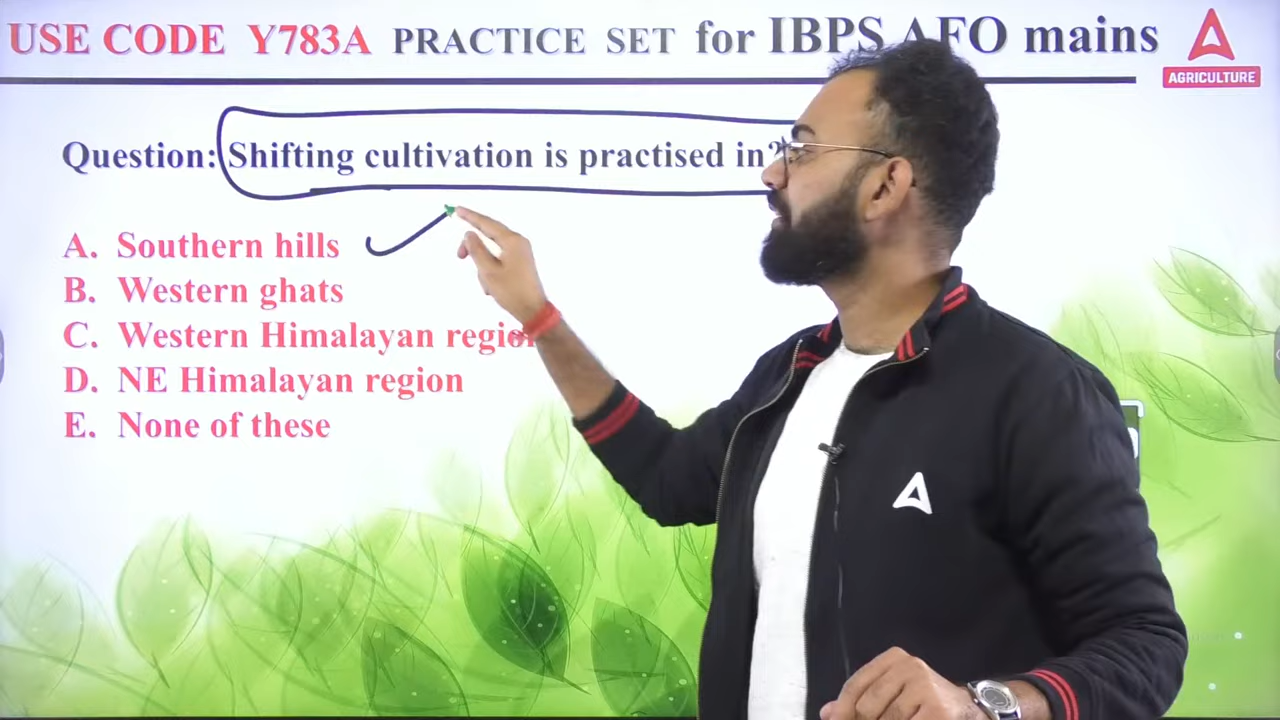 USE CODE Y783A PRACTICE SET for IBPS AFO mains
AGRICULTURE
Question: Shifting cultivation is practised in?
A. Southern hills
B. Western ghats
C. Western Himalayan region
D. NE Himalayan region
E. None of these